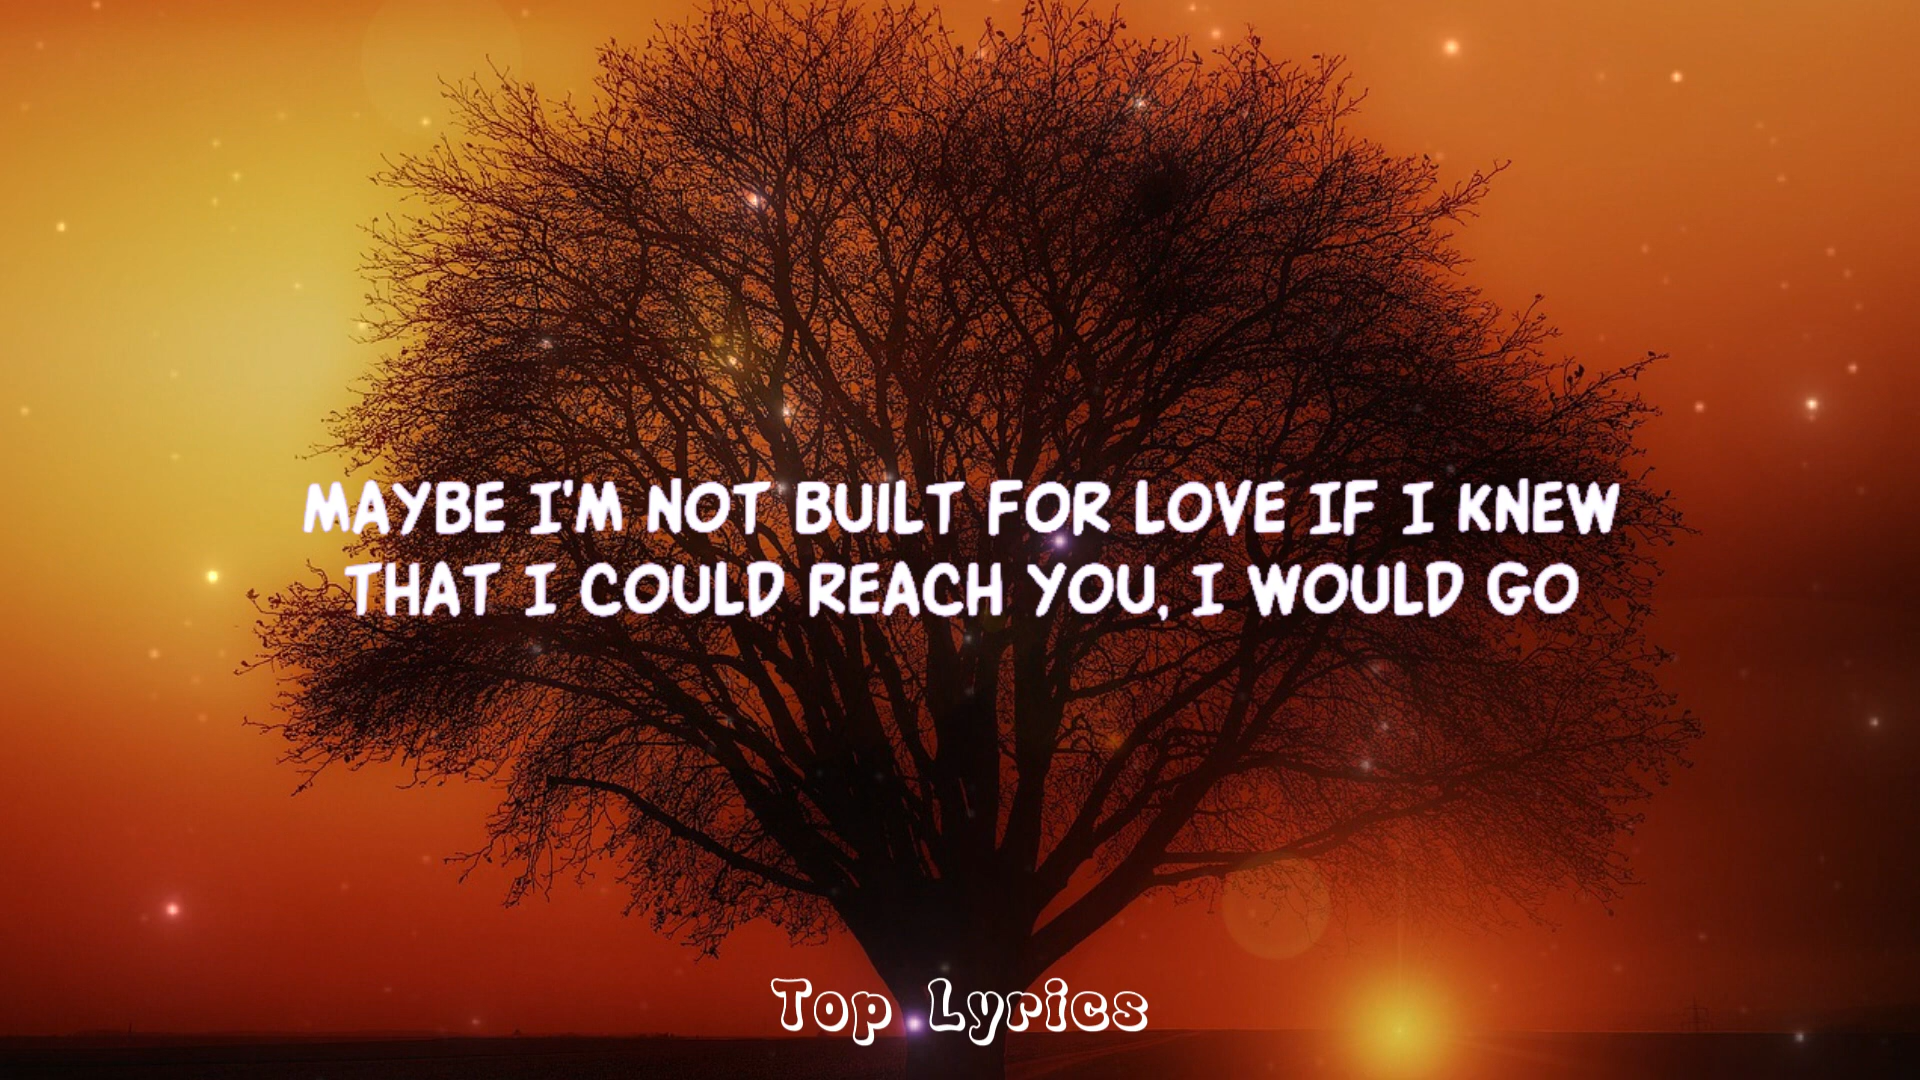 MAYBE I'M NOT BUILT FOR LOVE IF I KNEW
THAT I COULD REACH YOU, I WOULD GO
Top Lyrics